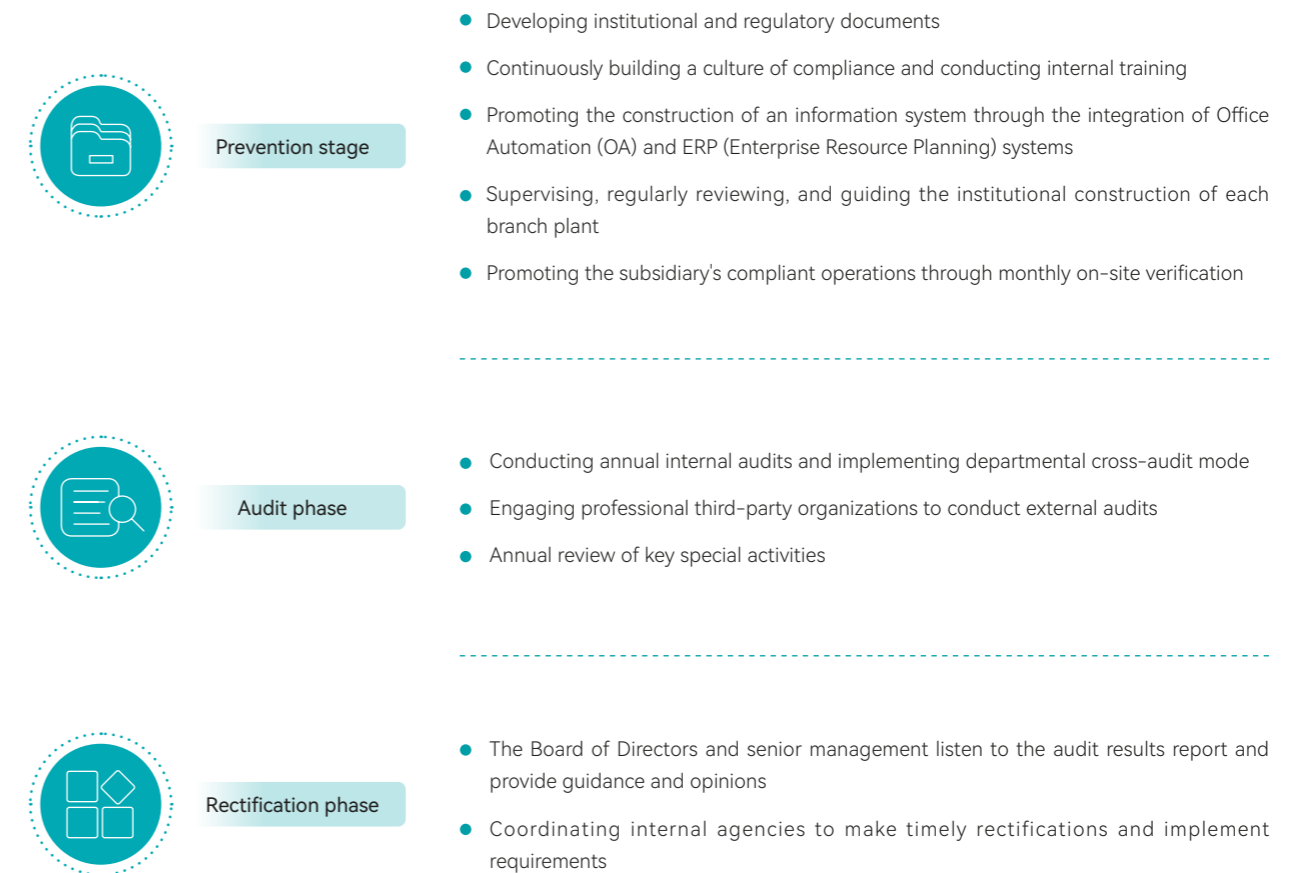 Prevention stage
Developing institutional and regulatory documents
Continuously building a culture of compliance and conducting internal training
Promoting the construction of an information system through the integration of Office
Automation (OA) and ERP (Enterprise Resource Planning) systems
Supervising, regularly reviewing, and guiding the institutional construction of each
branch plant
Promoting the subsidiary's compliant operations through monthly on-site verification
Audit phase
Conducting annual internal audits and implementing departmental cross-audit mode
Engaging professional third-party organizations to conduct external audits
Annual review of key special activities
Rectification phase
The Board of Directors and senior management listen to the audit results report and
provide guidance and opinions
Coordinating internal agencies to make timely rectifications and implement
requirements